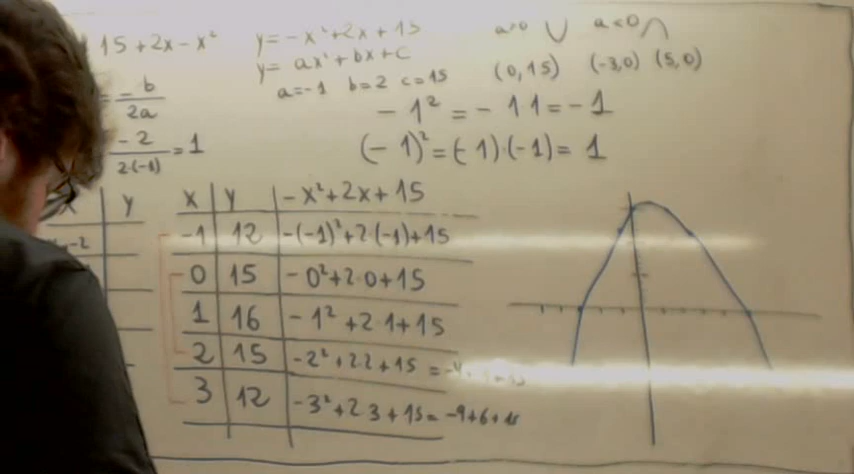 15 + 2x - x²
y = -x² + 2x + 15
y = ax² + bx + c
a = -1 b = 2 c = 15
a>0 ∪ a<0 ∩
(0, 15) (-3,0) (5, 0)
= -b / 2a
-2 / 2·(-1) = 1
- 1² = - 1·1 = - 1
(- 1)² = (-1)·(-1) = 1
x y
-2
x y -x² + 2x + 15
-1 12 -(-1)² + 2·(-1) + 15
0 15 - 0² + 2·0 + 15
1 16 - 1² + 2·1 + 15
2 15 - 2² + 2·2 + 15 =
3 12 - 3² + 2·3 + 15 = -9 + 6 + 15